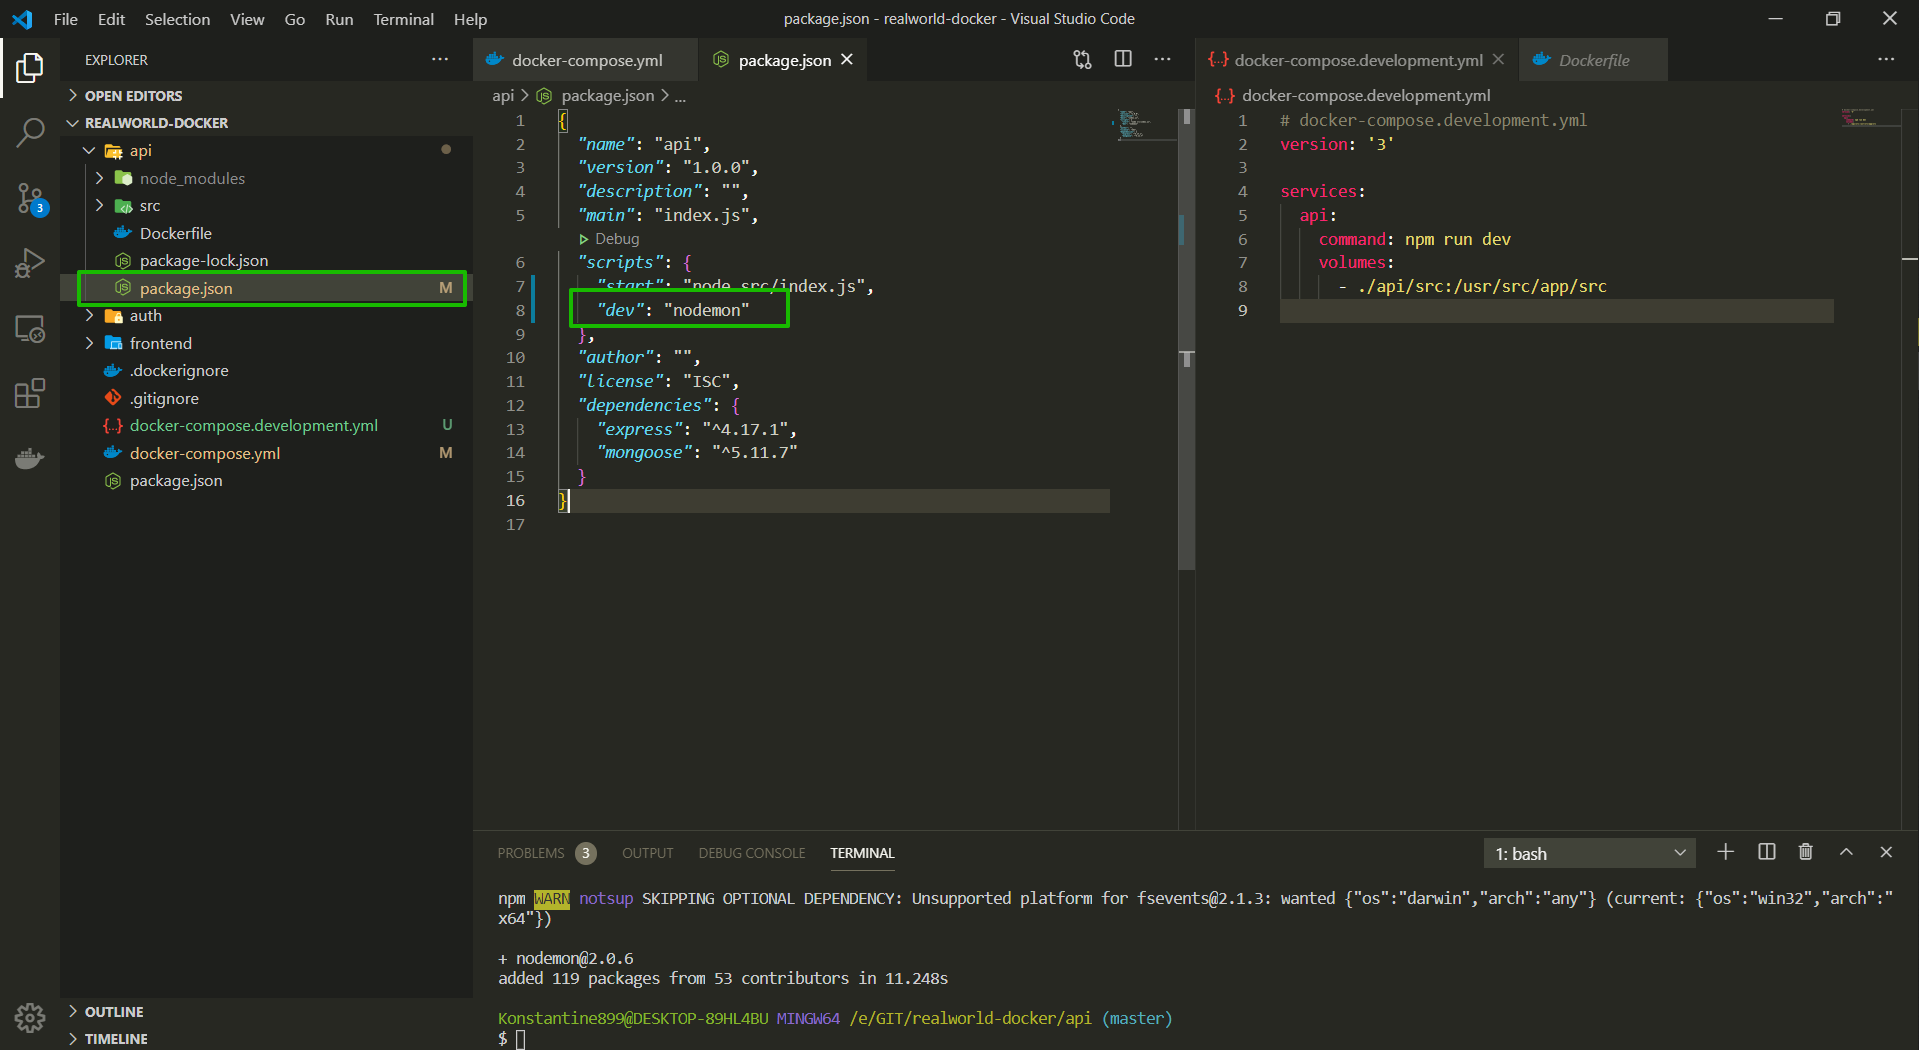 File Edit Selection View Go Run Terminal Help
package.json - realworld-docker - Visual Studio Code
EXPLORER
OPEN EDITORS
REALWORLD-DOCKER
api
node_modules
src
Dockerfile
package-lock.json
package.json M
auth
frontend
.dockerignore
.gitignore
docker-compose.development.yml U
docker-compose.yml M
package.json
OUTLINE
TIMELINE
3
docker-compose.yml package.json
api > package.json > ...
1 {
2 "name": "api",
3 "version": "1.0.0",
4 "description": "",
5 "main": "index.js",
Debug
6 "scripts": {
7 "start": "node src/index.js",
8 "dev": "nodemon"
9 },
10 "author": "",
11 "license": "ISC",
12 "dependencies": {
13 "express": "^4.17.1",
14 "mongoose": "^5.11.7"
15 }
16 }
17
docker-compose.development.yml Dockerfile
docker-compose.development.yml
1 # docker-compose.development.yml
2 version: '3'
3
4 services:
5 api:
6 command: npm run dev
7 volumes:
8 - ./api/src:/usr/src/app/src
9
PROBLEMS 3 OUTPUT DEBUG CONSOLE TERMINAL
1: bash
npm WARN notsup SKIPPING OPTIONAL DEPENDENCY: Unsupported platform for fsevents@2.1.3: wanted {"os":"darwin","arch":"any"} (current: {"os":"win32","arch":"
x64"})
+ nodemon@2.0.6
added 119 packages from 53 contributors in 11.248s
Konstantine899@DESKTOP-89HL4BU MINGW64 /e/GIT/realworld-docker/api (master)
$